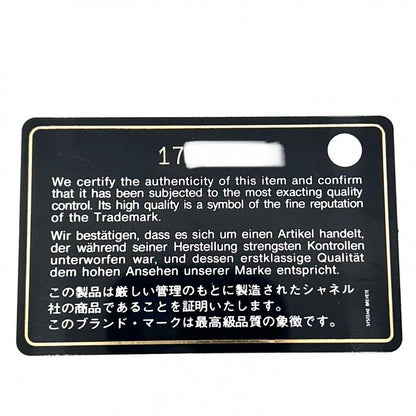 17
We certify the authenticity of this item and confirm
that it has been subjected to the most exacting quality
control. Its high quality is a symbol of the fine reputation
of the Trademark.
Wir bestätigen, dass es sich um einen Artikel handelt,
der während seiner Herstellung strengsten Kontrollen
unterworfen war, und dessen erstklassige Qualität
dem hohen Ansehen unserer Marke entspricht.
この製品は厳しい管理のもとに製造されたシャネル
社の商品であることを証明いたします。
このブランド・マークは最高級品質の象徴です。
SYSTEME BREVETE